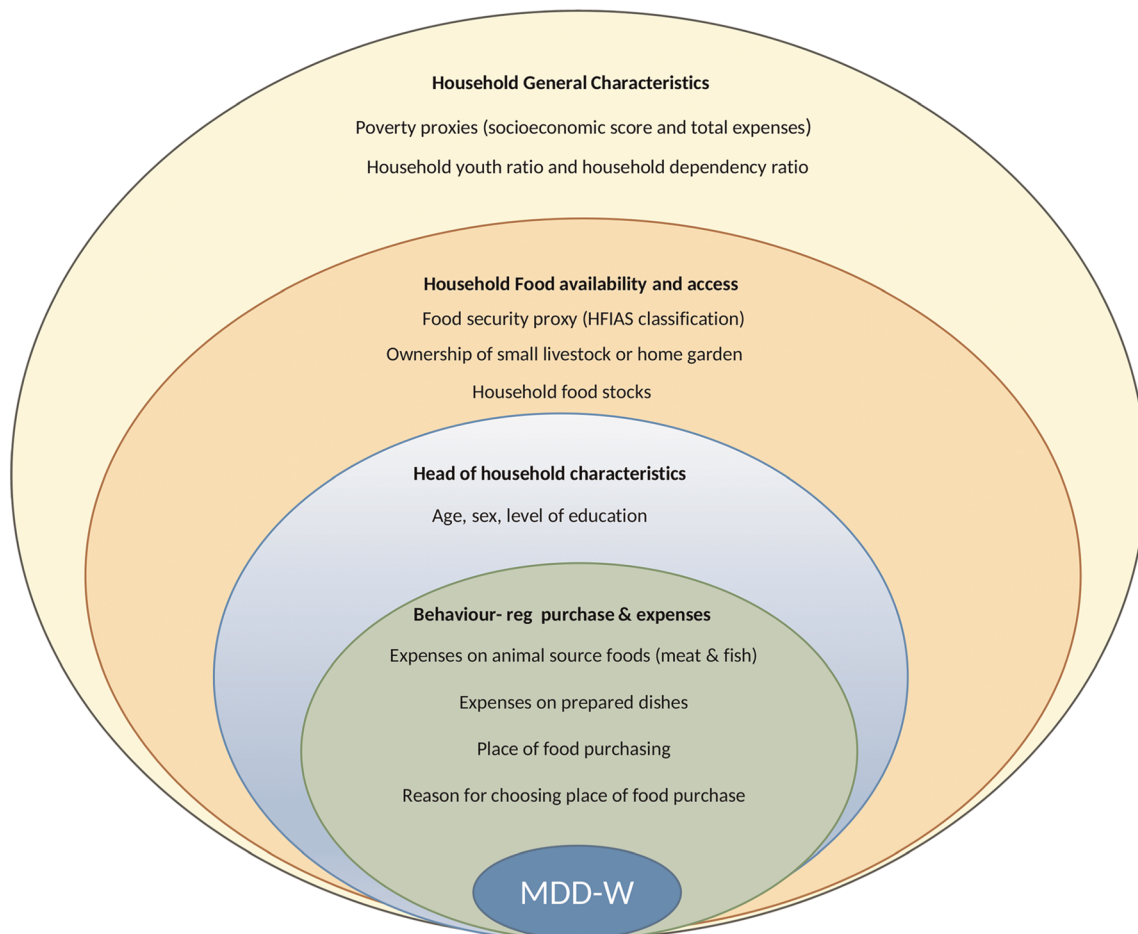 Household General Characteristics
Poverty proxies (socioeconomic score and total expenses)
Household youth ratio and household dependency ratio
Household Food availability and access
Food security proxy (HFIAS classification)
Ownership of small livestock or home garden
Household food stocks
Head of household characteristics
Age, sex, level of education
Behaviour- reg purchase & expenses
Expenses on animal source foods (meat & fish)
Expenses on prepared dishes
Place of food purchasing
Reason for choosing place of food purchase
MDD-W